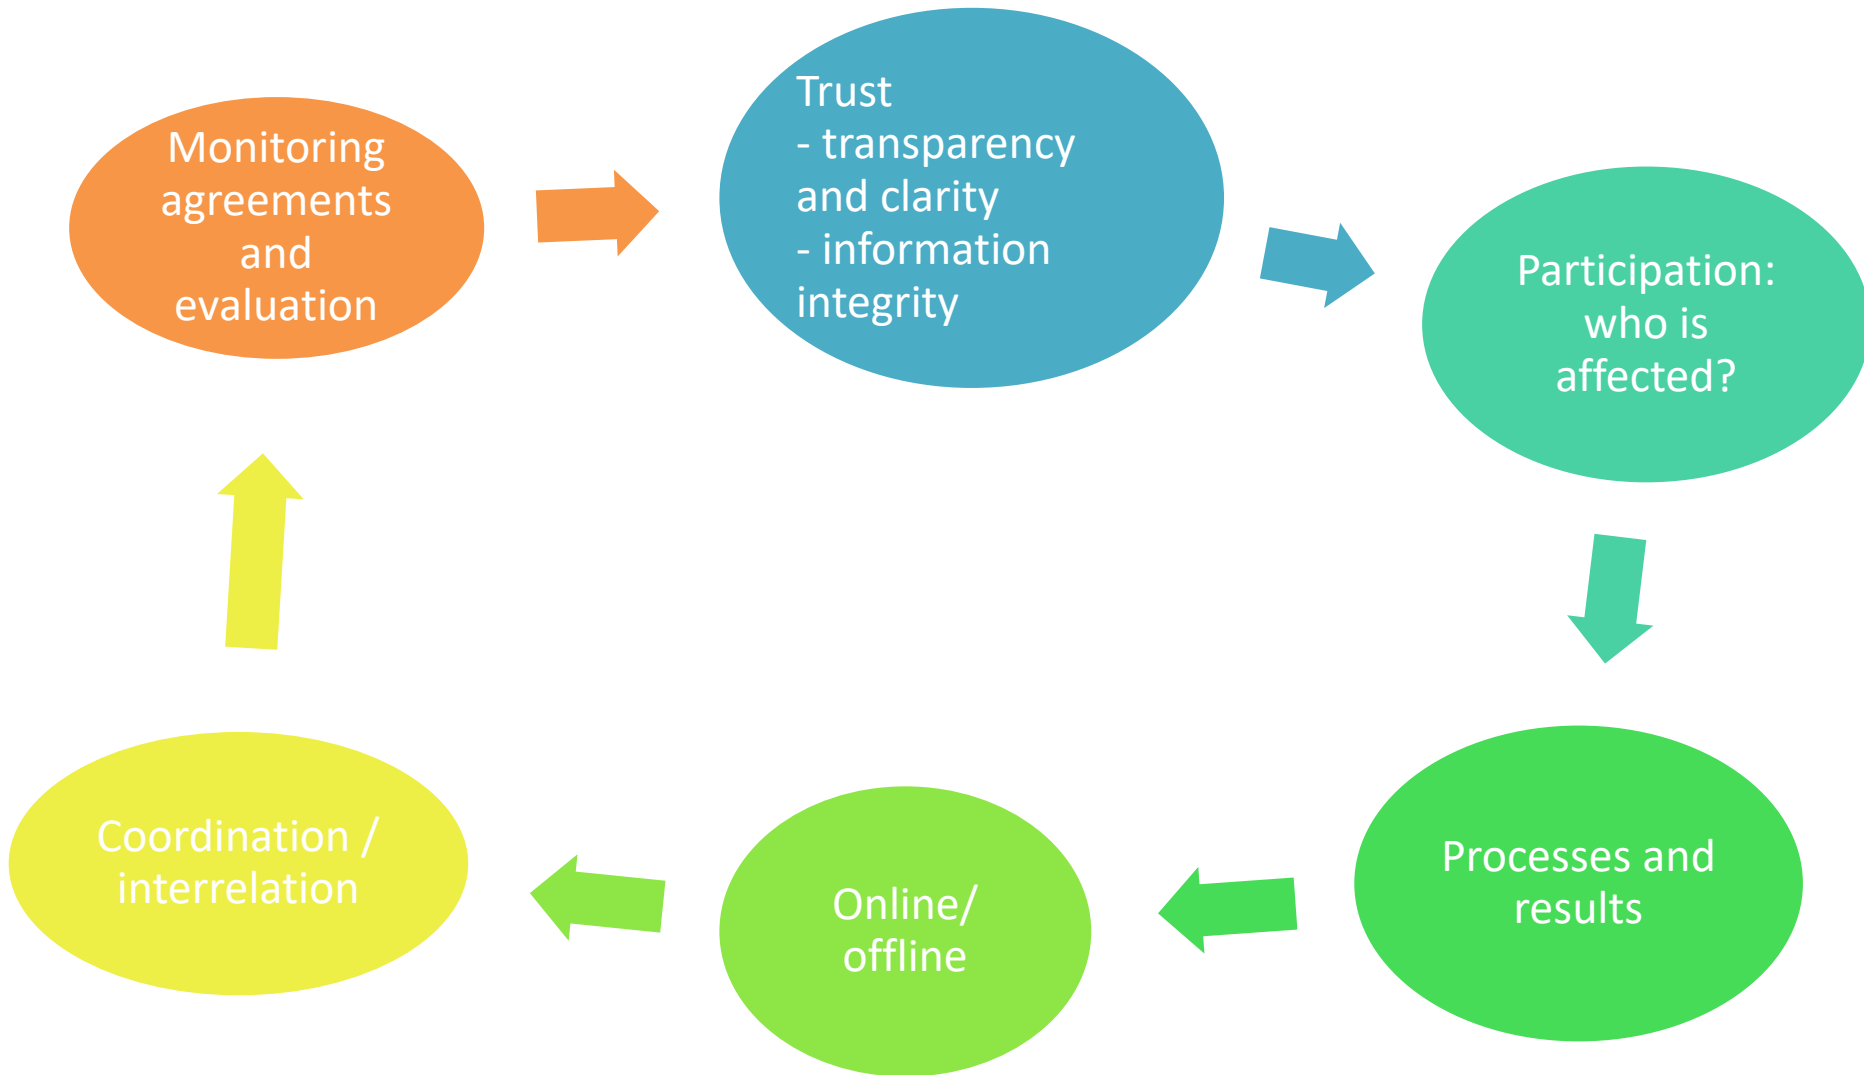 Trust
- transparency
and clarity
- information
integrity
Participation:
who is
affected?
Processes and
results
Online/
offline
Coordination /
interrelation
Monitoring
agreements
and
evaluation